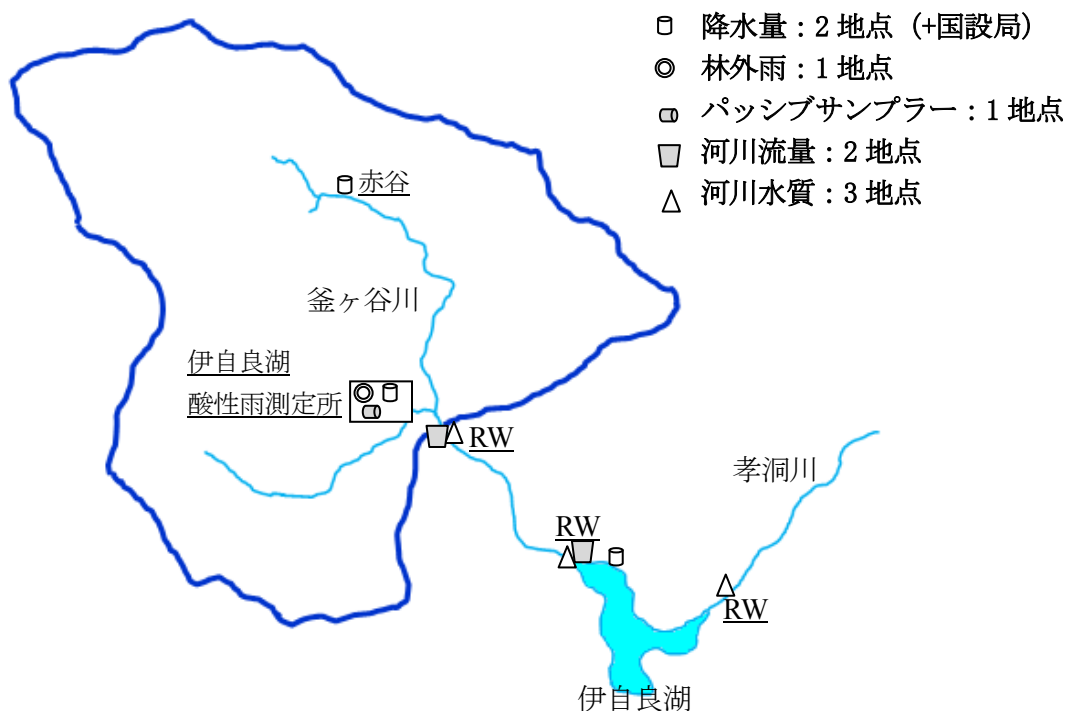 降水量:2 地点 (+国設局)
林外雨:1 地点
パッシブサンプラー:1 地点
河川流量:2 地点
河川水質:3 地点
赤谷
釜ヶ谷川
伊自良湖
酸性雨測定所
RW
孝洞川
RW
RW
伊自良湖